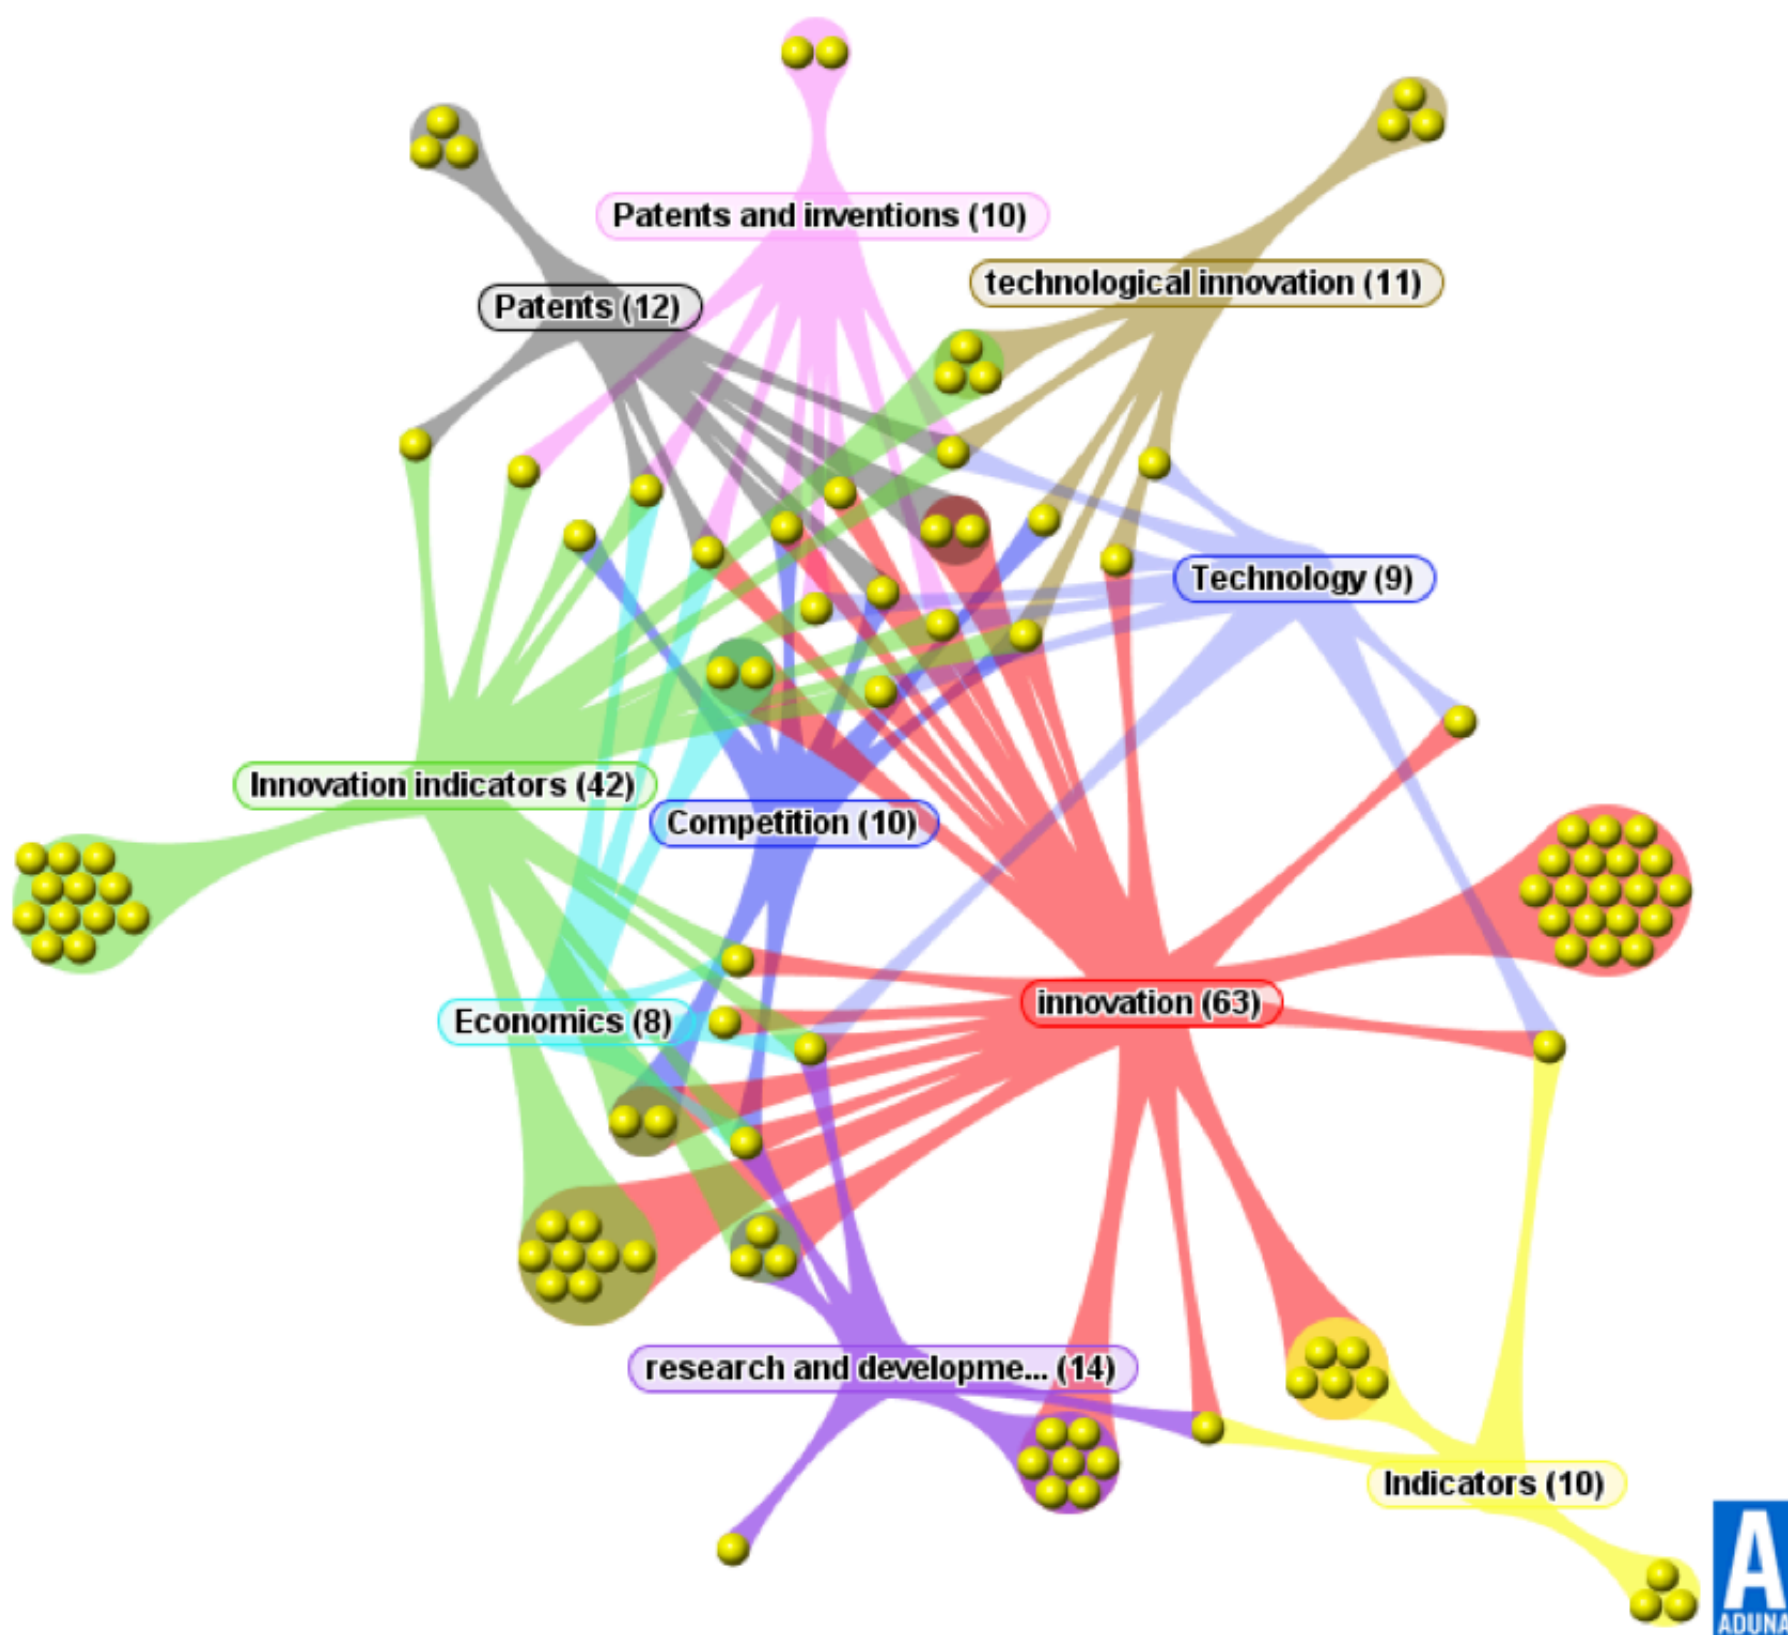 Patents and inventions (10)
technological innovation (11)
Patents (12)
Technology (9)
Innovation indicators (42)
Competition (10)
innovation (63)
Economics (8)
research and developme... (14)
Indicators (10)
A
ADUNA